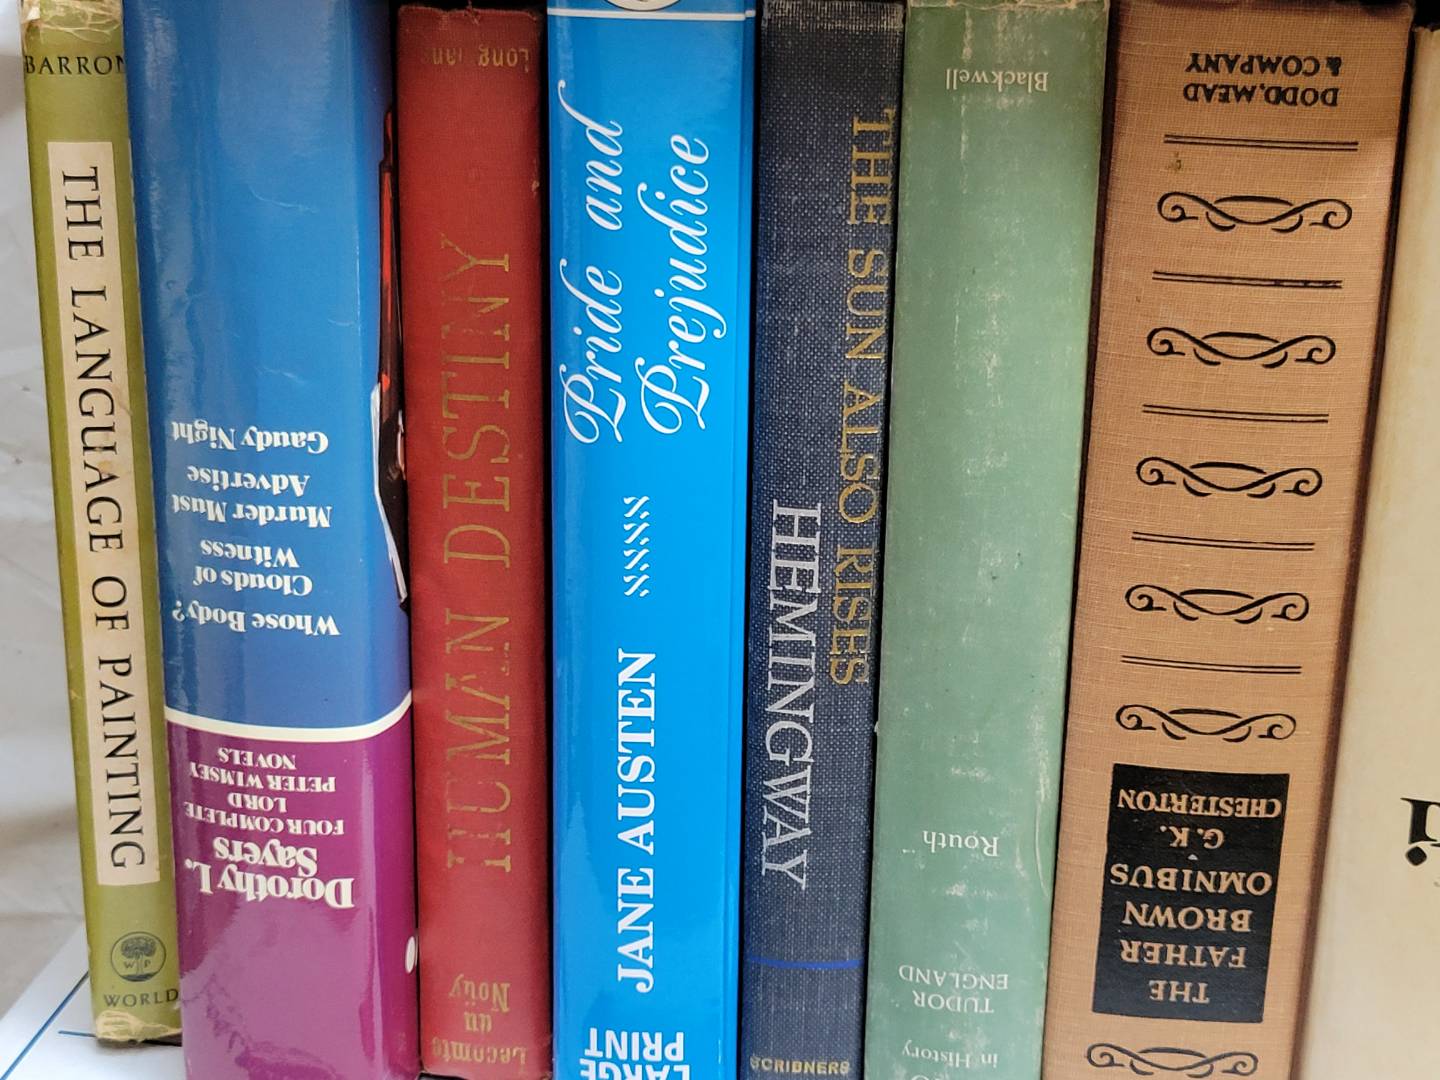 BARRON
THE LANGUAGE OF PAINTING
W P
WORLD
Dorothy L.
Sayers
FOUR COMPLETE
LORD
PETER WIMSEY
NOVELS
Whose Body?
Clouds of
Witness
Murder Must
Advertise
Gaudy Night
Lecomte
du
Noüy
HUMAN DESTINY
Pride and
Prejudice
JANE AUSTEN
LARGE
PRINT
THE SUN ALSO RISES
HEMINGWAY
SCRIBNERS
in History
TUDOR
ENGLAND
Routh
Blackwell
THE
FATHER
BROWN
OMNIBUS
G.K.
CHESTERTON
DODD, MEAD
& COMPANY